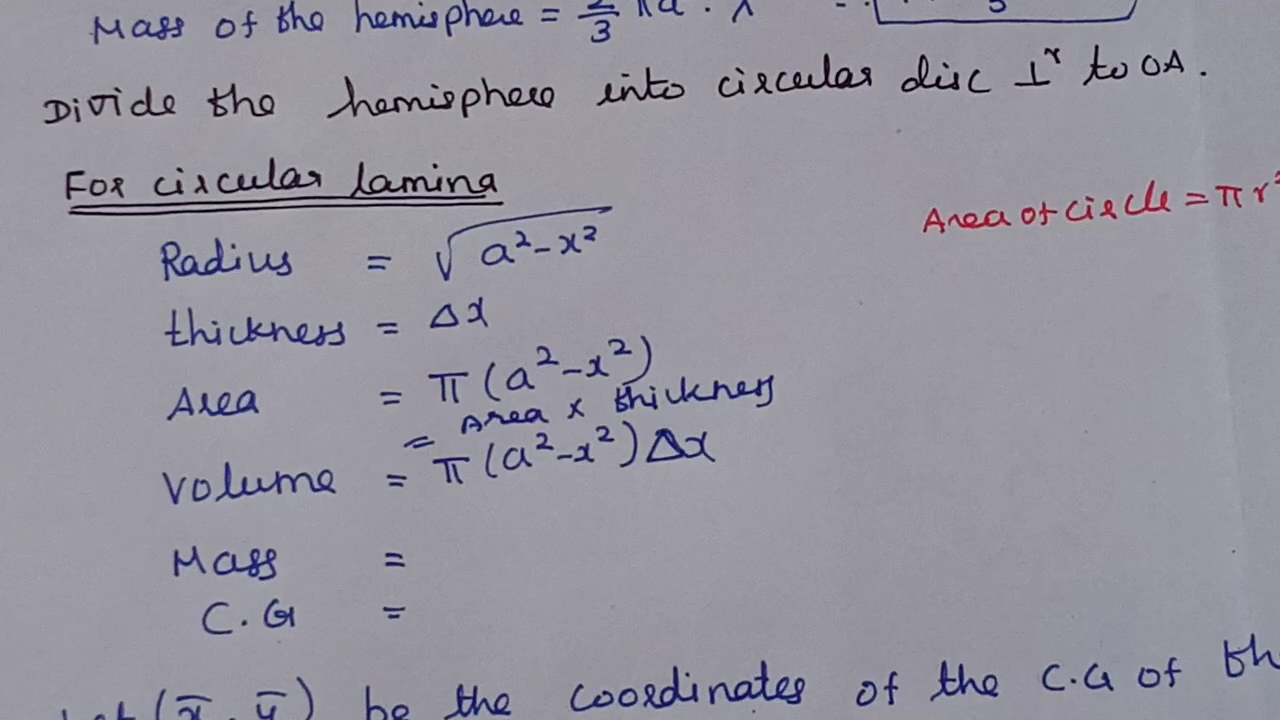 Mass of the hemisphere = 2/3 πa³. λ
Divide the hemisphere into circular disc ⊥ʳ to OA.
For circular lamina
Area of circle = πr²
Radius = √(a²-x²)
thickness = Δx
Area = π(a²-x²)
= Area x thickness
Volume = π(a²-x²)Δx
Mass =
C.G =
Let (x̄, ȳ) be the coordinates of the C.G of th